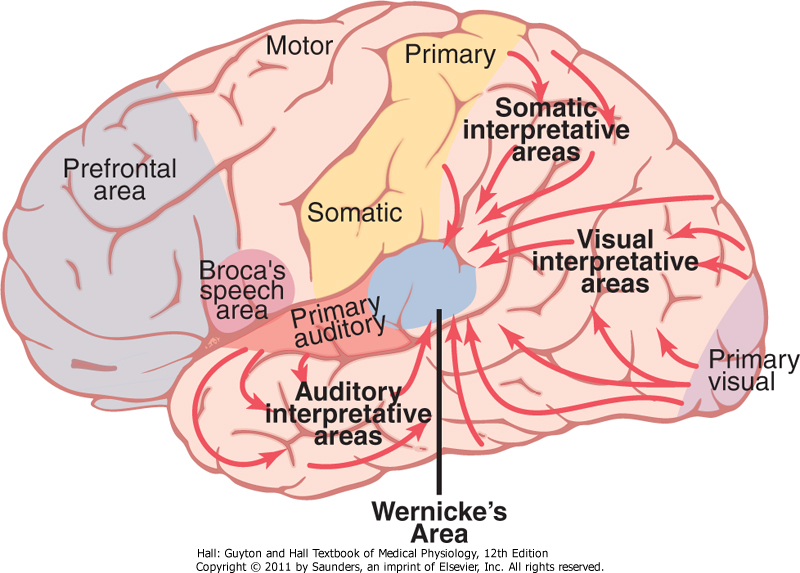 Motor
Primary
Somatic
interpretative
areas
Prefrontal
area
Somatic
Visual
interpretative
areas
Broca's
speech
area
Primary
auditory
Primary
visual
Auditory
interpretative
areas
Wernicke's
Area
Hall: Guyton and Hall Textbook of Medical Physiology, 12th Edition
Copyright © 2011 by Saunders, an imprint of Elsevier, Inc. All rights reserved.